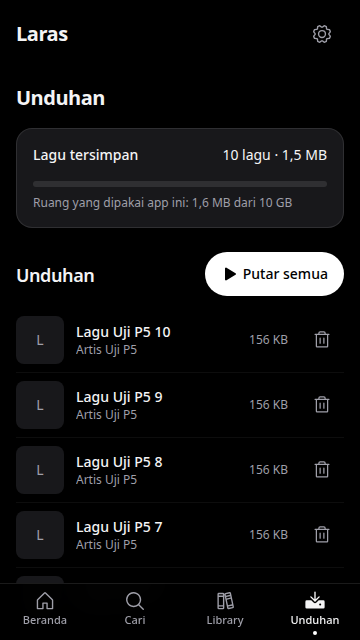 Laras
Unduhan
Lagu tersimpan
10 lagu · 1,5 MB
Ruang yang dipakai app ini: 1,6 MB dari 10 GB
Unduhan
Putar semua
L
Lagu Uji P5 10
Artis Uji P5
156 KB
L
Lagu Uji P5 9
Artis Uji P5
156 KB
L
Lagu Uji P5 8
Artis Uji P5
156 KB
L
Lagu Uji P5 7
Artis Uji P5
156 KB
Beranda
Cari
Library
Unduhan